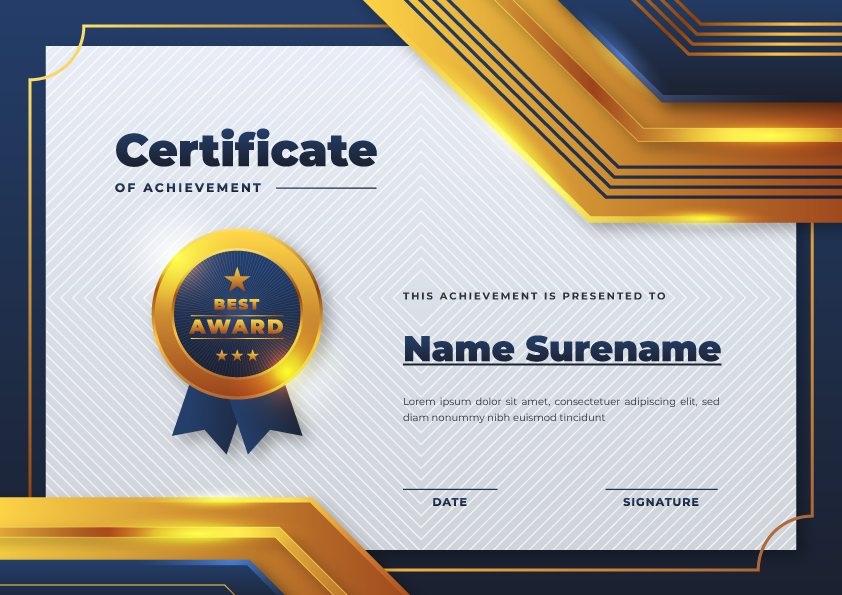 Certificate
OF ACHIEVEMENT
BEST
AWARD
THIS ACHIEVEMENT IS PRESENTED TO
Name Surename
Lorem ipsum dolor sit amet, consectetuer adipiscing elit, sed
diam nonummy nibh euismod tincidunt
DATE
SIGNATURE